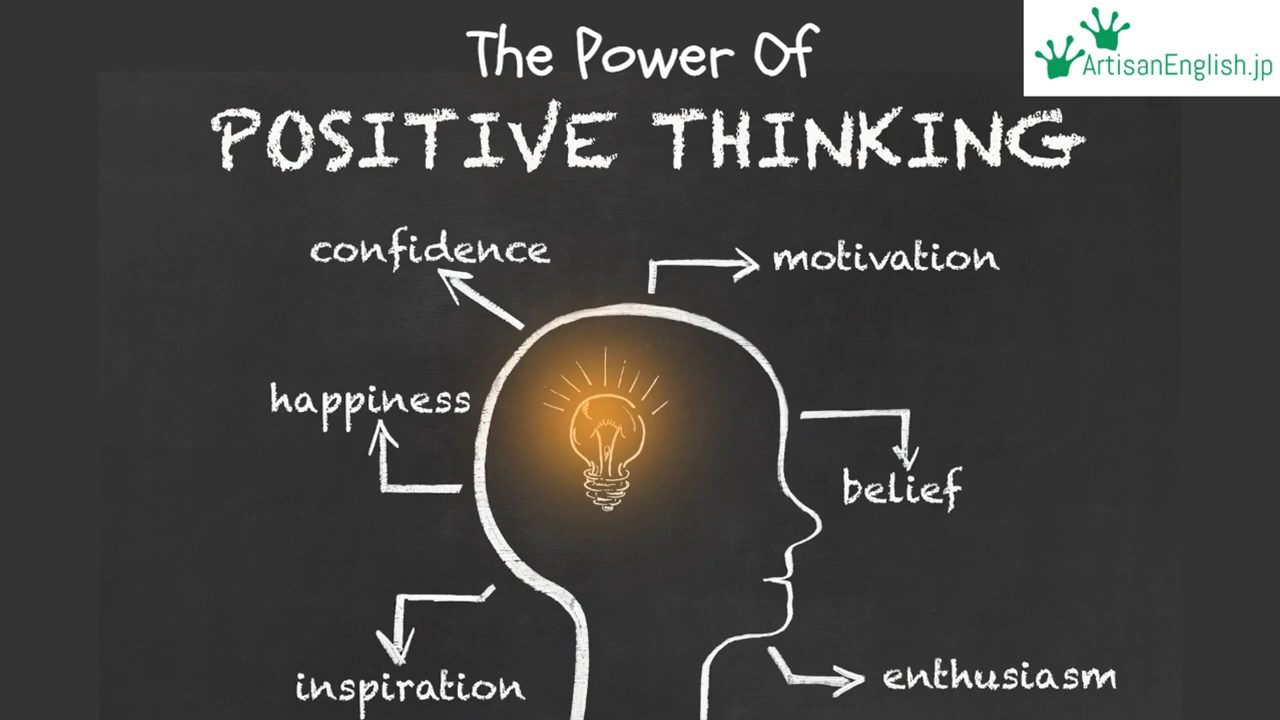 The Power Of
ArtisanEnglish.jp
POSITIVE THINKING
confidence
motivation
happiness
belief
inspiration
enthusiasm